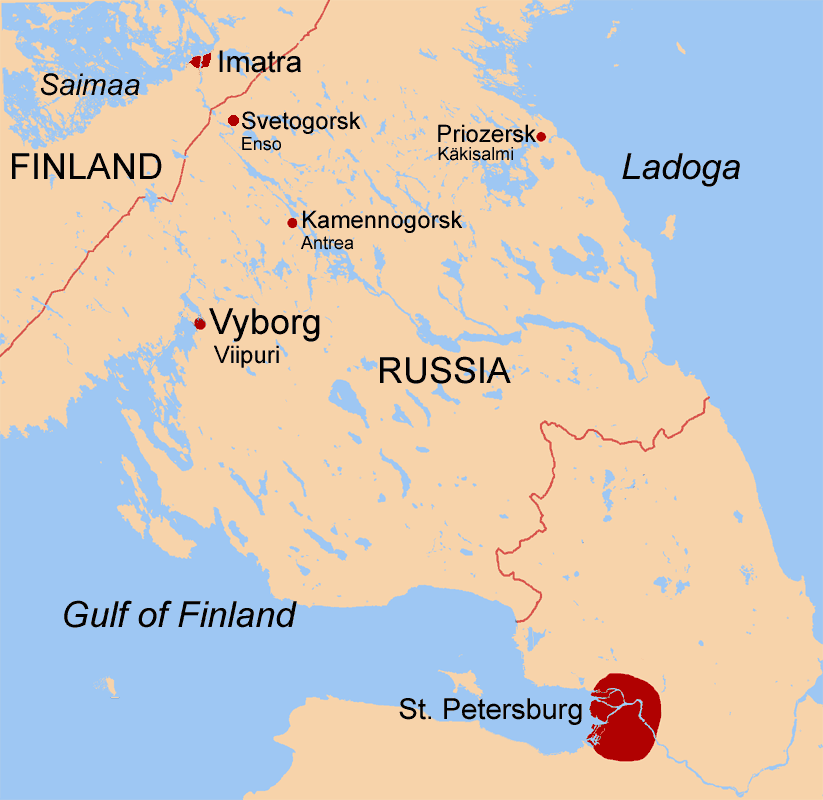 Imatra
Saimaa
Svetogorsk
Enso
Priozersk
Käkisalmi
FINLAND
Ladoga
Kamennogorsk
Antrea
Vyborg
Viipuri
RUSSIA
Gulf of Finland
St. Petersburg